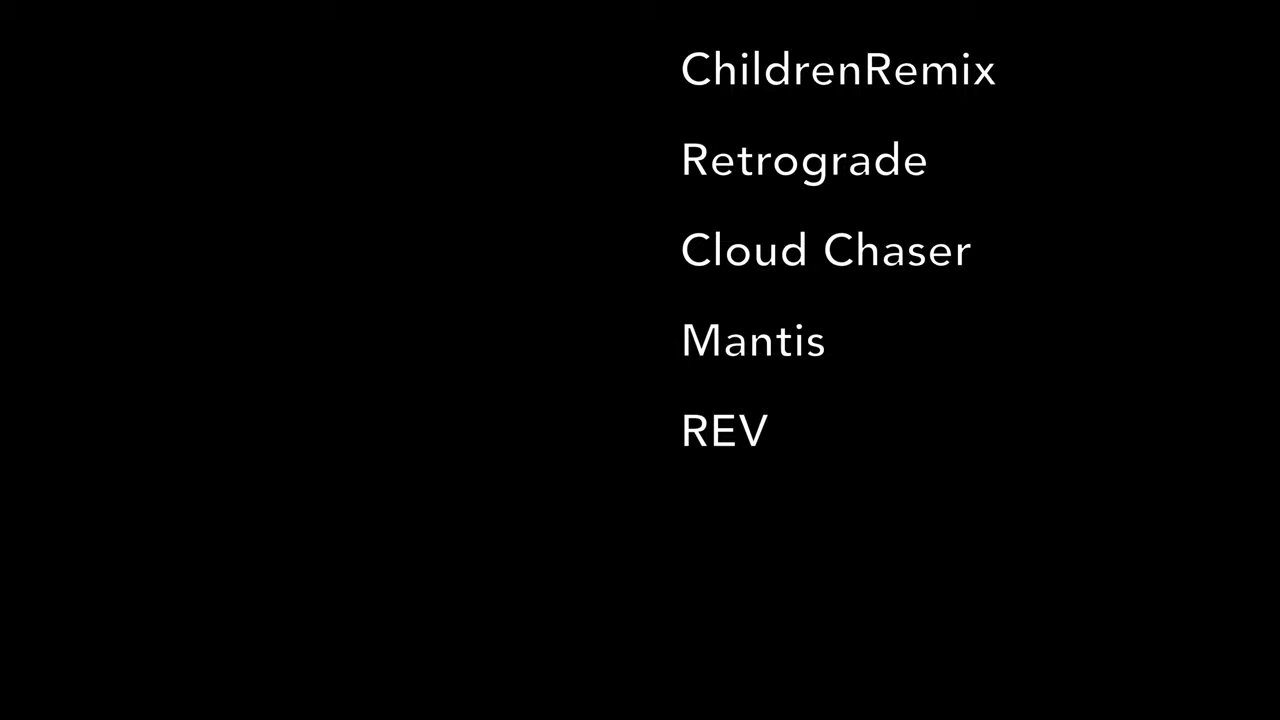 ChildrenRemix
Retrograde
Cloud Chaser
Mantis
REV